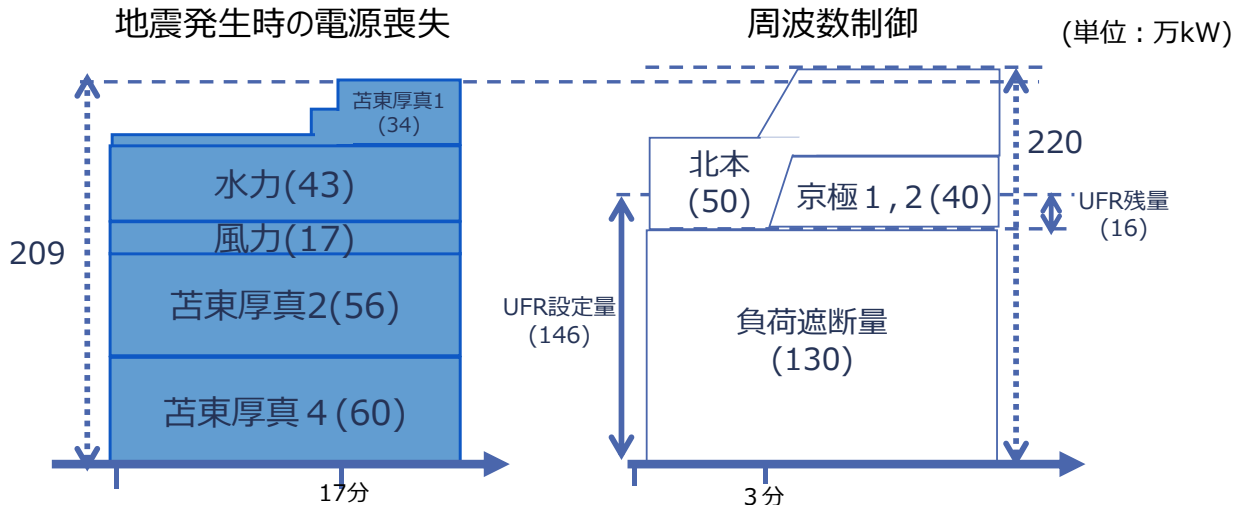 地震発生時の電源喪失
周波数制御
(単位：万kW)
苫東厚真1
(34)
水力(43)
風力(17)
苫東厚真2(56)
苫東厚真４(60)
209
17分
北本
(50)
京極１,２(40)
220
UFR残量
(16)
UFR設定量
(146)
負荷遮断量
(130)
３分